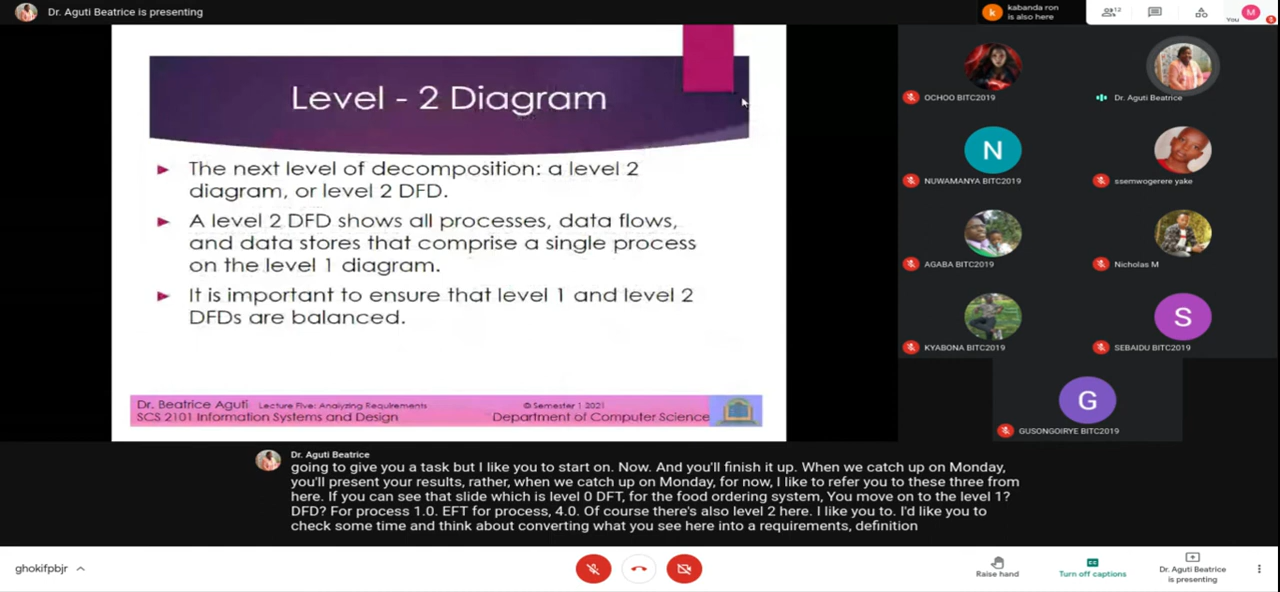 Dr. Aguti Beatrice is presenting
k
kabanda ron
is also here
12
You
M
Level - 2 Diagram
The next level of decomposition: a level 2
diagram, or level 2 DFD.
A level 2 DFD shows all processes, data flows,
and data stores that comprise a single process
on the level 1 diagram.
It is important to ensure that level 1 and level 2
DFDs are balanced.
Dr. Beatrice Aguti Lecture Five: Analyzing Requirements © Semester 1 2021
SCS 2101 Information Systems and Design Department of Computer Science
OCHOO BITC2019
Dr. Aguti Beatrice
N
NUWAMANYA BITC2019
ssemwogerere yake
AGABA BITC2019
Nicholas M
KYABONA BITC2019
S
SEBAIDU BITC2019
G
GUSONGOIRYE BITC2019
Dr. Aguti Beatrice
going to give you a task but I like you to start on. Now. And you'll finish it up. When we catch up on Monday,
you'll present your results, rather, when we catch up on Monday, for now, I like to refer you to these three from
here. If you can see that slide which is level 0 DFT, for the food ordering system, You move on to the level 1?
DFD? For process 1.0. EFT for process, 4.0. Of course there's also level 2 here. I like you to. I'd like you to
check some time and think about converting what you see here into a requirements, definition
ghokifpbjr
Raise hand
CC
Turn off captions
Dr. Aguti Beatrice
is presenting